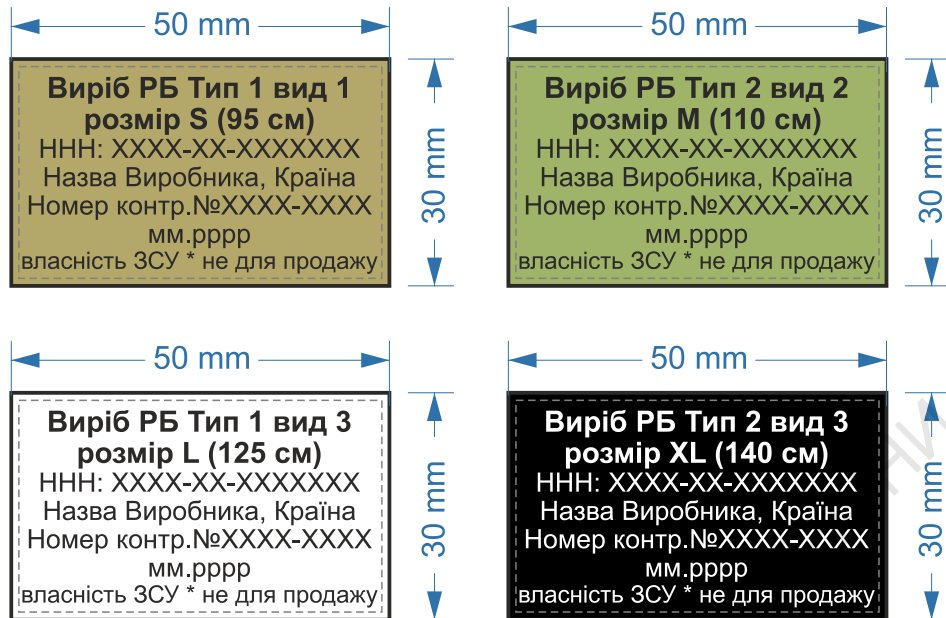 50 mm
Виріб РБ Тип 1 вид 1
розмір S (95 см)
ННН: XXXX-XX-XXXXXXX
Назва Виробника, Країна
Номер контр.№XXXX-XXXX
мм.рррр
власність ЗСУ * не для продажу
30 mm
50 mm
Виріб РБ Тип 2 вид 2
розмір M (110 см)
ННН: XXXX-XX-XXXXXXX
Назва Виробника, Країна
Номер контр.№XXXX-XXXX
мм.рррр
власність ЗСУ * не для продажу
30 mm
50 mm
Виріб РБ Тип 1 вид 3
розмір L (125 см)
ННН: XXXX-XX-XXXXXXX
Назва Виробника, Країна
Номер контр.№XXXX-XXXX
мм.рррр
власність ЗСУ * не для продажу
30 mm
50 mm
Виріб РБ Тип 2 вид 3
розмір XL (140 см)
ННН: XXXX-XX-XXXXXXX
Назва Виробника, Країна
Номер контр.№XXXX-XXXX
мм.рррр
власність ЗСУ * не для продажу
30 mm